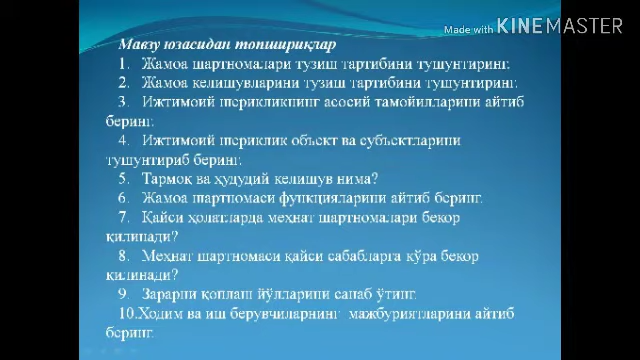 Made with KINEMASTER
Мавзу юзасидан топшириқлар
1. Жамоа шартномалари тузиш тартибини тушунтиринг.
2. Жамоа келишувларини тузиш тартибини тушунтиринг.
3. Ижтимоий шерикликнинг асосий тамойилларини айтиб
беринг.
4. Ижтимоий шериклик объект ва субъектларини
тушунтириб беринг.
5. Тармоқ ва ҳудудий келишув нима?
6. Жамоа шартномаси функцияларини айтиб беринг.
7. Қайси ҳолатларда меҳнат шартномалари бекор
қилинади?
8. Меҳнат шартномаси қайси сабабларга кўра бекор
қилинади?
9. Зарарни қоплаш йўлларини санаб ўтинг.
10.Ходим ва иш берувчиларнинг мажбуриятларини айтиб
беринг.